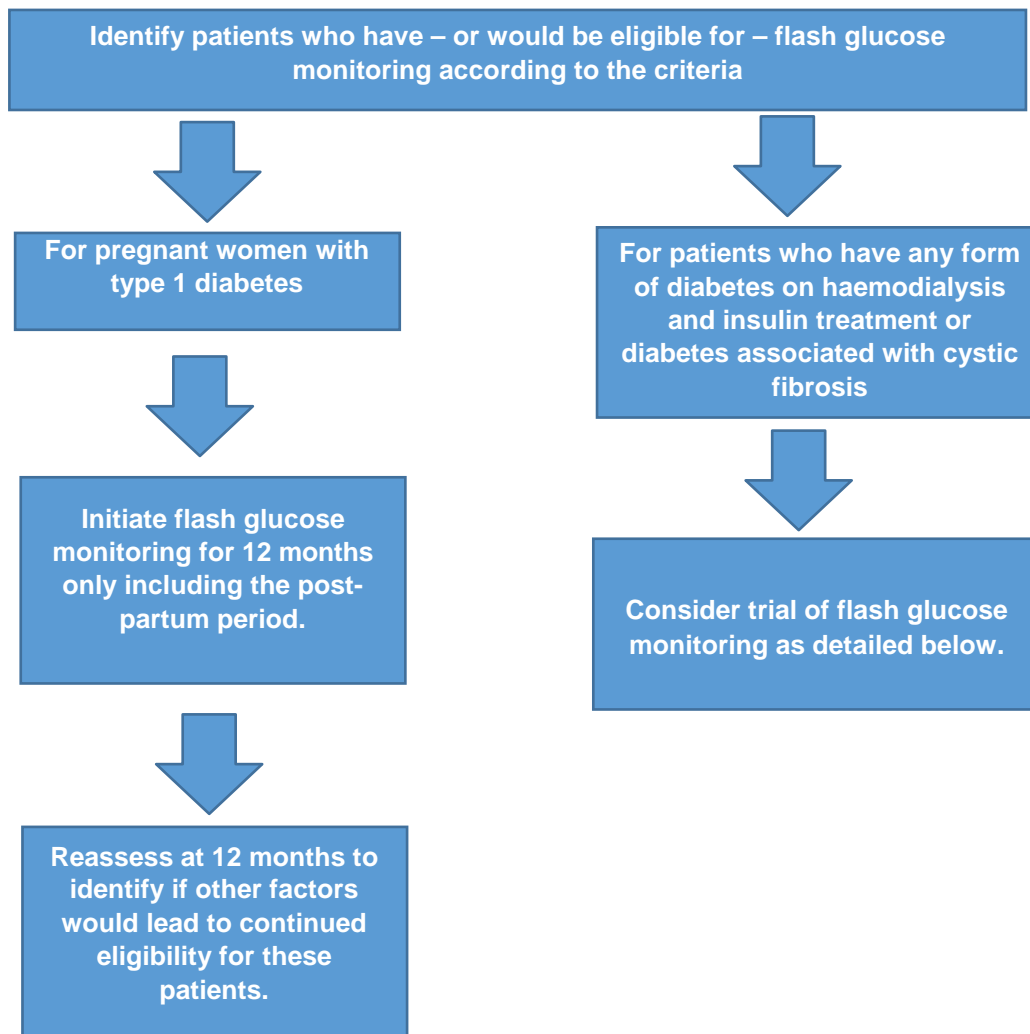 Identify patients who have – or would be eligible for – flash glucose
monitoring according to the criteria
For pregnant women with
type 1 diabetes
Initiate flash glucose
monitoring for 12 months
only including the post-
partum period.
Reassess at 12 months to
identify if other factors
would lead to continued
eligibility for these
patients.
For patients who have any form
of diabetes on haemodialysis
and insulin treatment or
diabetes associated with cystic
fibrosis
Consider trial of flash glucose
monitoring as detailed below.